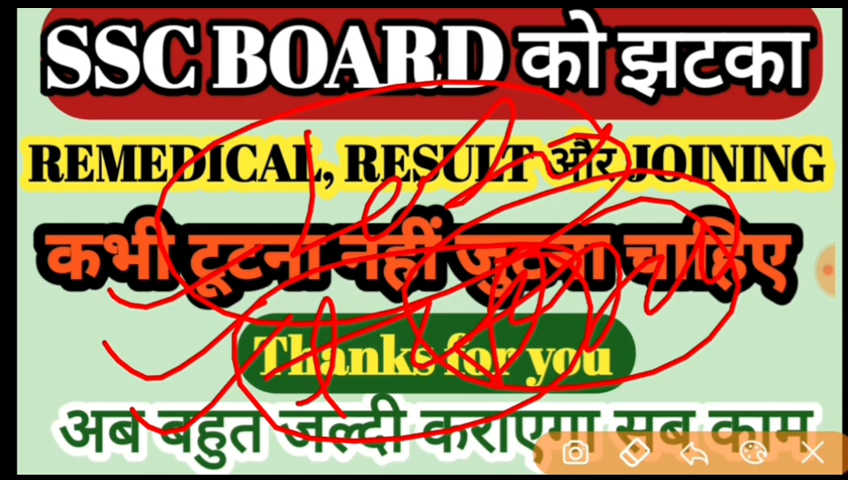 SSC BOARD को झटका
REMEDICAL, RESULT और JOINING
कभी टूटना नहीं जुटना चाहिए
Thanks for you
अब बहुत जल्दी कराएगा सब काम